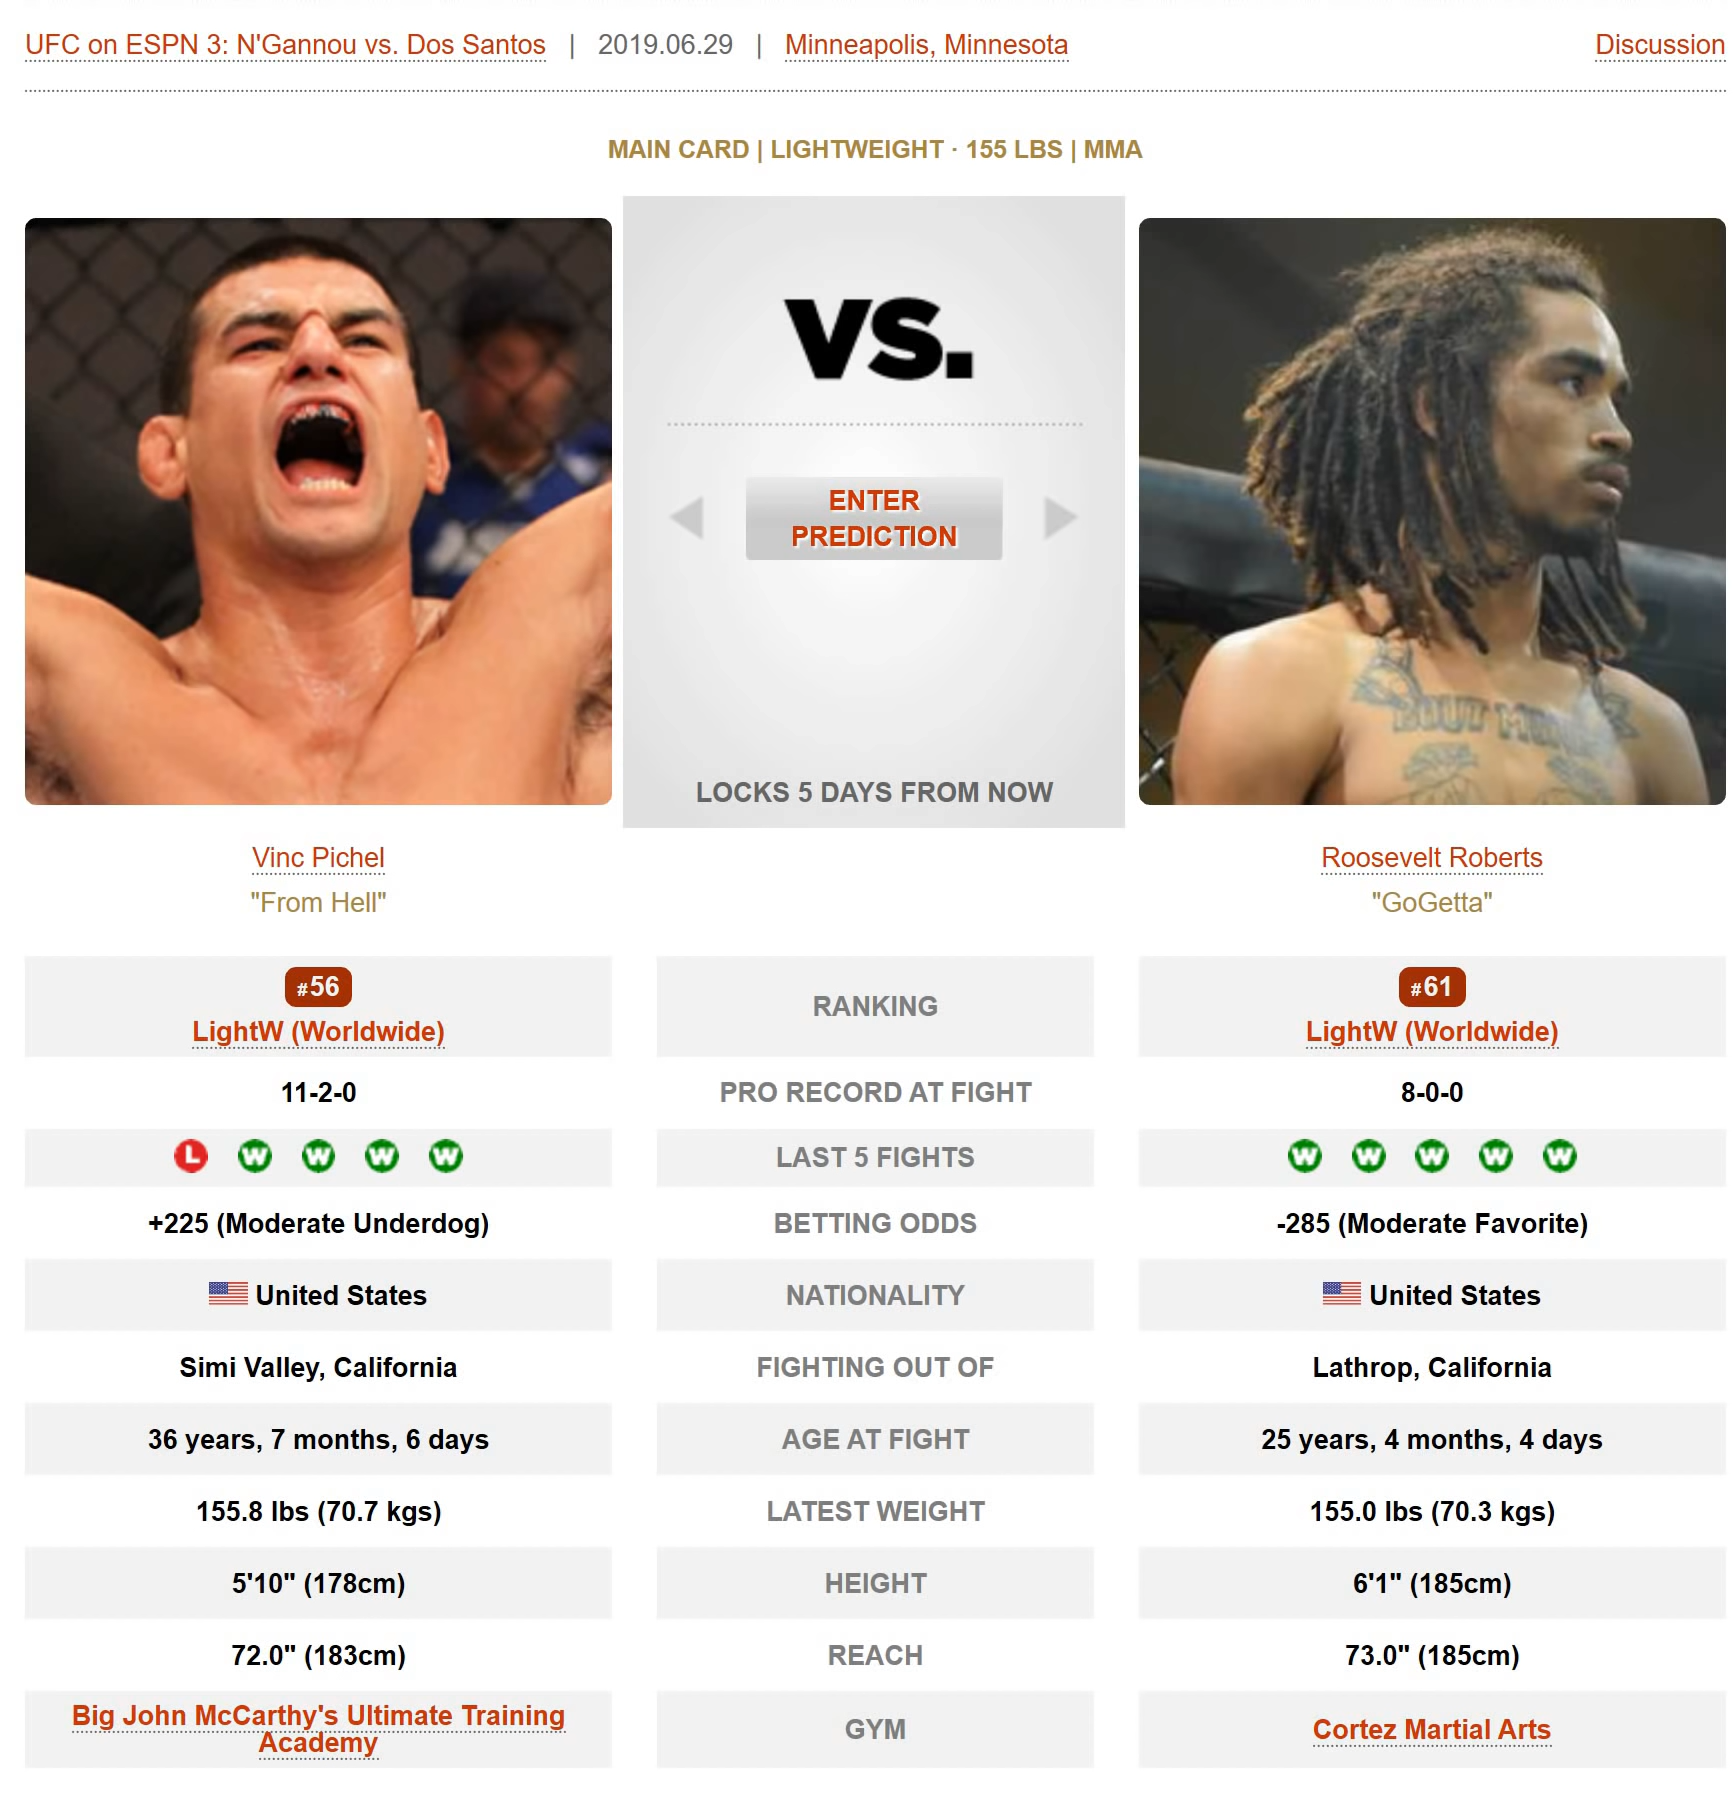 UFC on ESPN 3: N'Gannou vs. Dos Santos | 2019.06.29 | Minneapolis, Minnesota Discussion
MAIN CARD | LIGHTWEIGHT · 155 LBS | MMA
VS.
ENTER
PREDICTION
LOCKS 5 DAYS FROM NOW
Vinc Pichel Roosevelt Roberts
"From Hell" "GoGetta"
#56 #61
RANKING
LightW (Worldwide) LightW (Worldwide)
11-2-0 PRO RECORD AT FIGHT 8-0-0
L W W W W LAST 5 FIGHTS W W W W W
+225 (Moderate Underdog) BETTING ODDS -285 (Moderate Favorite)
United States NATIONALITY United States
Simi Valley, California FIGHTING OUT OF Lathrop, California
36 years, 7 months, 6 days AGE AT FIGHT 25 years, 4 months, 4 days
155.8 lbs (70.7 kgs) LATEST WEIGHT 155.0 lbs (70.3 kgs)
5'10" (178cm) HEIGHT 6'1" (185cm)
72.0" (183cm) REACH 73.0" (185cm)
Big John McCarthy's Ultimate Training
Academy GYM Cortez Martial Arts